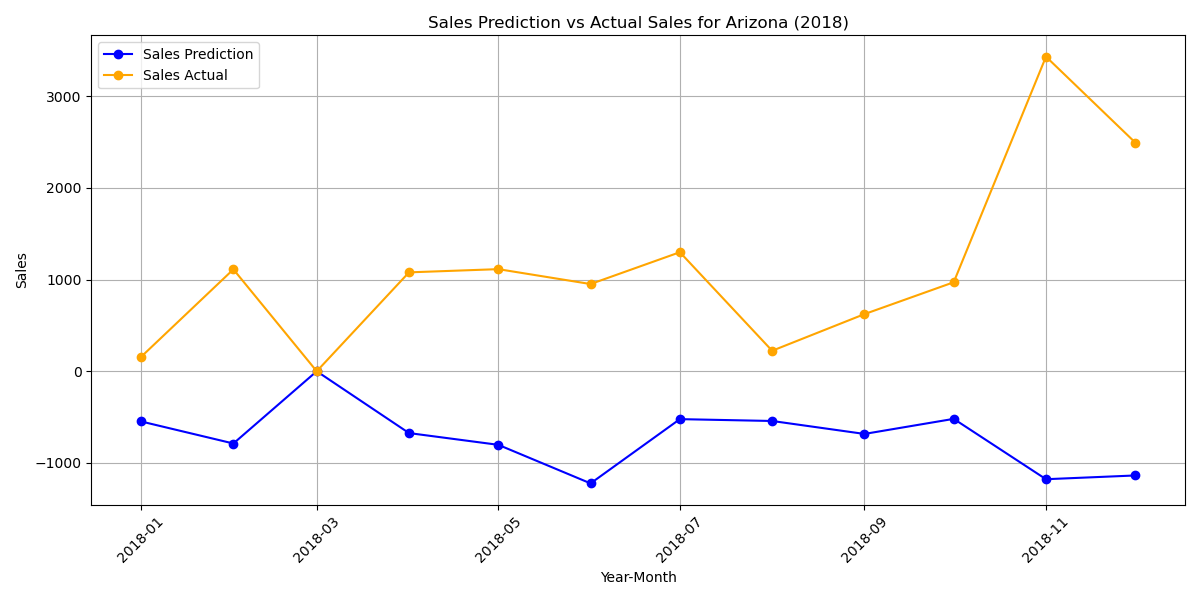 Sales Prediction vs Actual Sales for Arizona (2018)
Sales Prediction
Sales Actual
3000
2000
1000
0
−1000
Sales
2018-01
2018-03
2018-05
2018-07
2018-09
2018-11
Year-Month